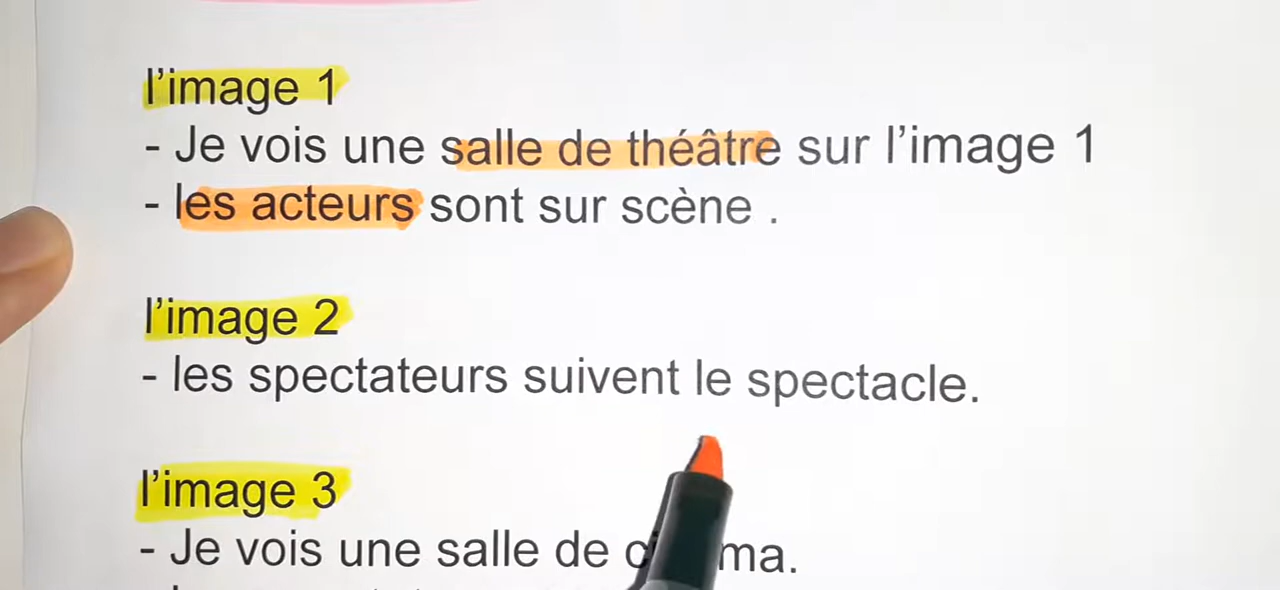 l'image 1
- Je vois une salle de théâtre sur l'image 1
- les acteurs sont sur scène .
l'image 2
- les spectateurs suivent le spectacle.
l'image 3
- Je vois une salle de